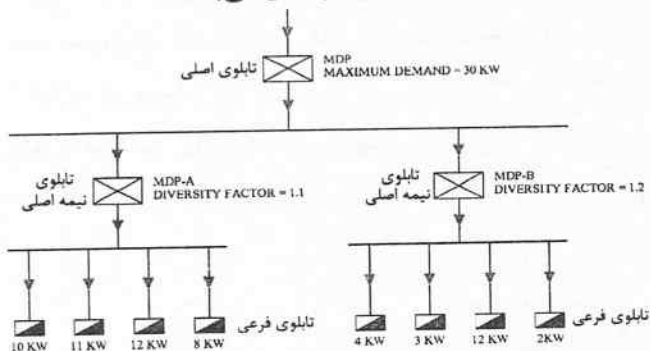 MDP
تابلوی اصلی MAXIMUM DEMAND = 30 KW
تابلوی
نیمه اصلی
MDP-A
DIVERSITY FACTOR = 1.1
تابلوی
نیمه اصلی
MDP-B
DIVERSITY FACTOR = 1.2
10 KW 11 KW 12 KW 8 KW تابلوی فرعی
4 KW 3 KW 12 KW 2KW تابلوی فرعی